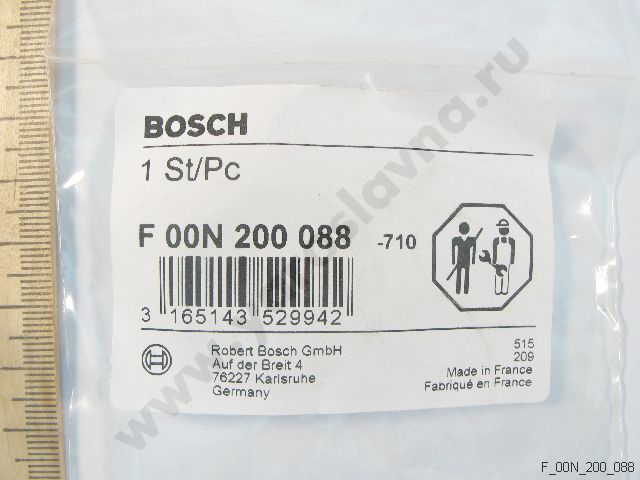 BOSCH
1 St/Pc
F 00N 200 088 -710
3 165143 529942
Robert Bosch GmbH
Auf der Breit 4
76227 Karlsruhe
Germany
515
209
Made in France
Fabriqué en France
F_00N_200_088